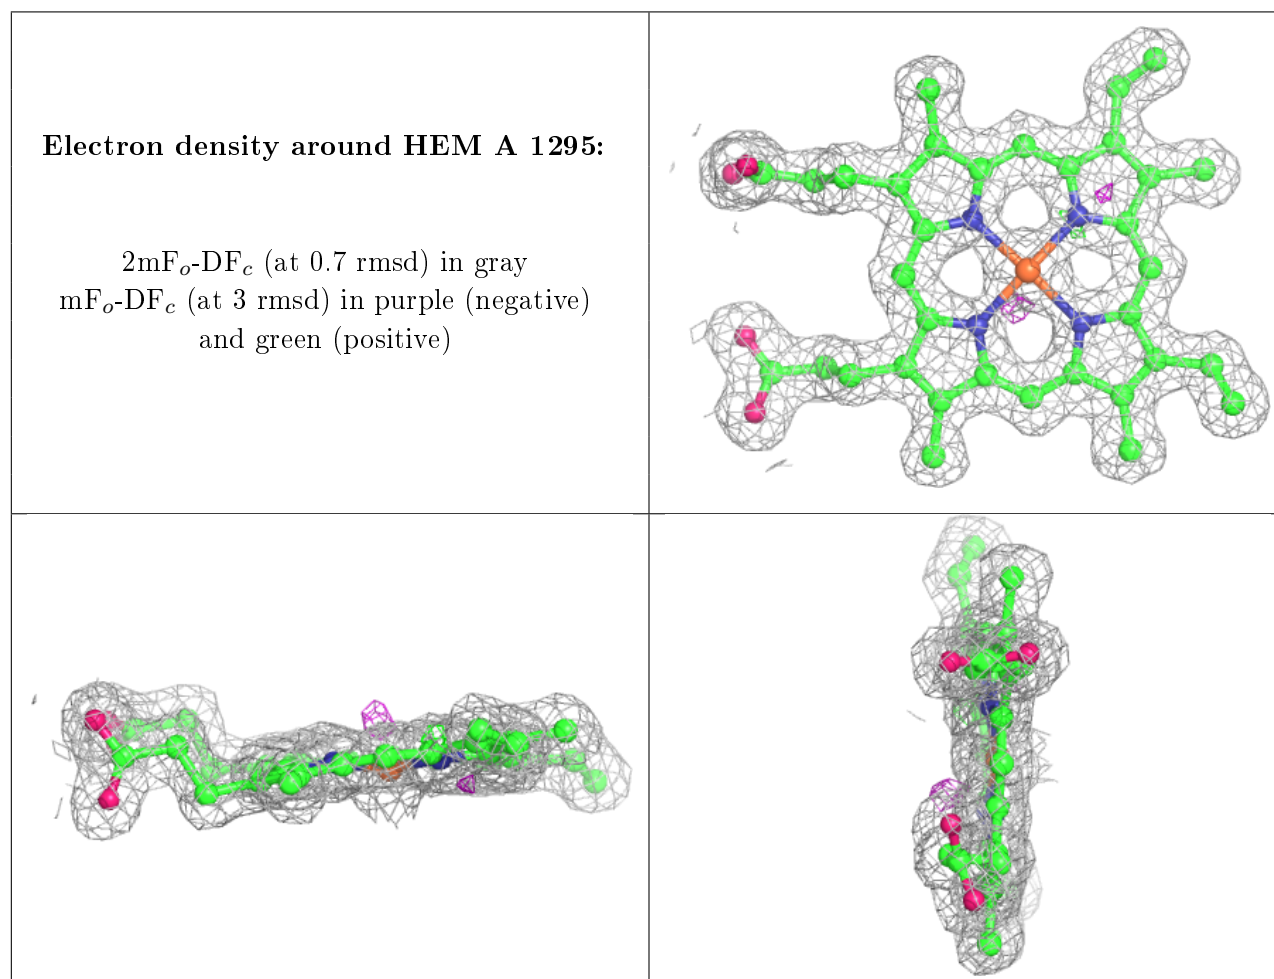 Electron density around HEM A 1295:
2mFₒ-DF𝒸 (at 0.7 rmsd) in gray
mFₒ-DF𝒸 (at 3 rmsd) in purple (negative)
and green (positive)